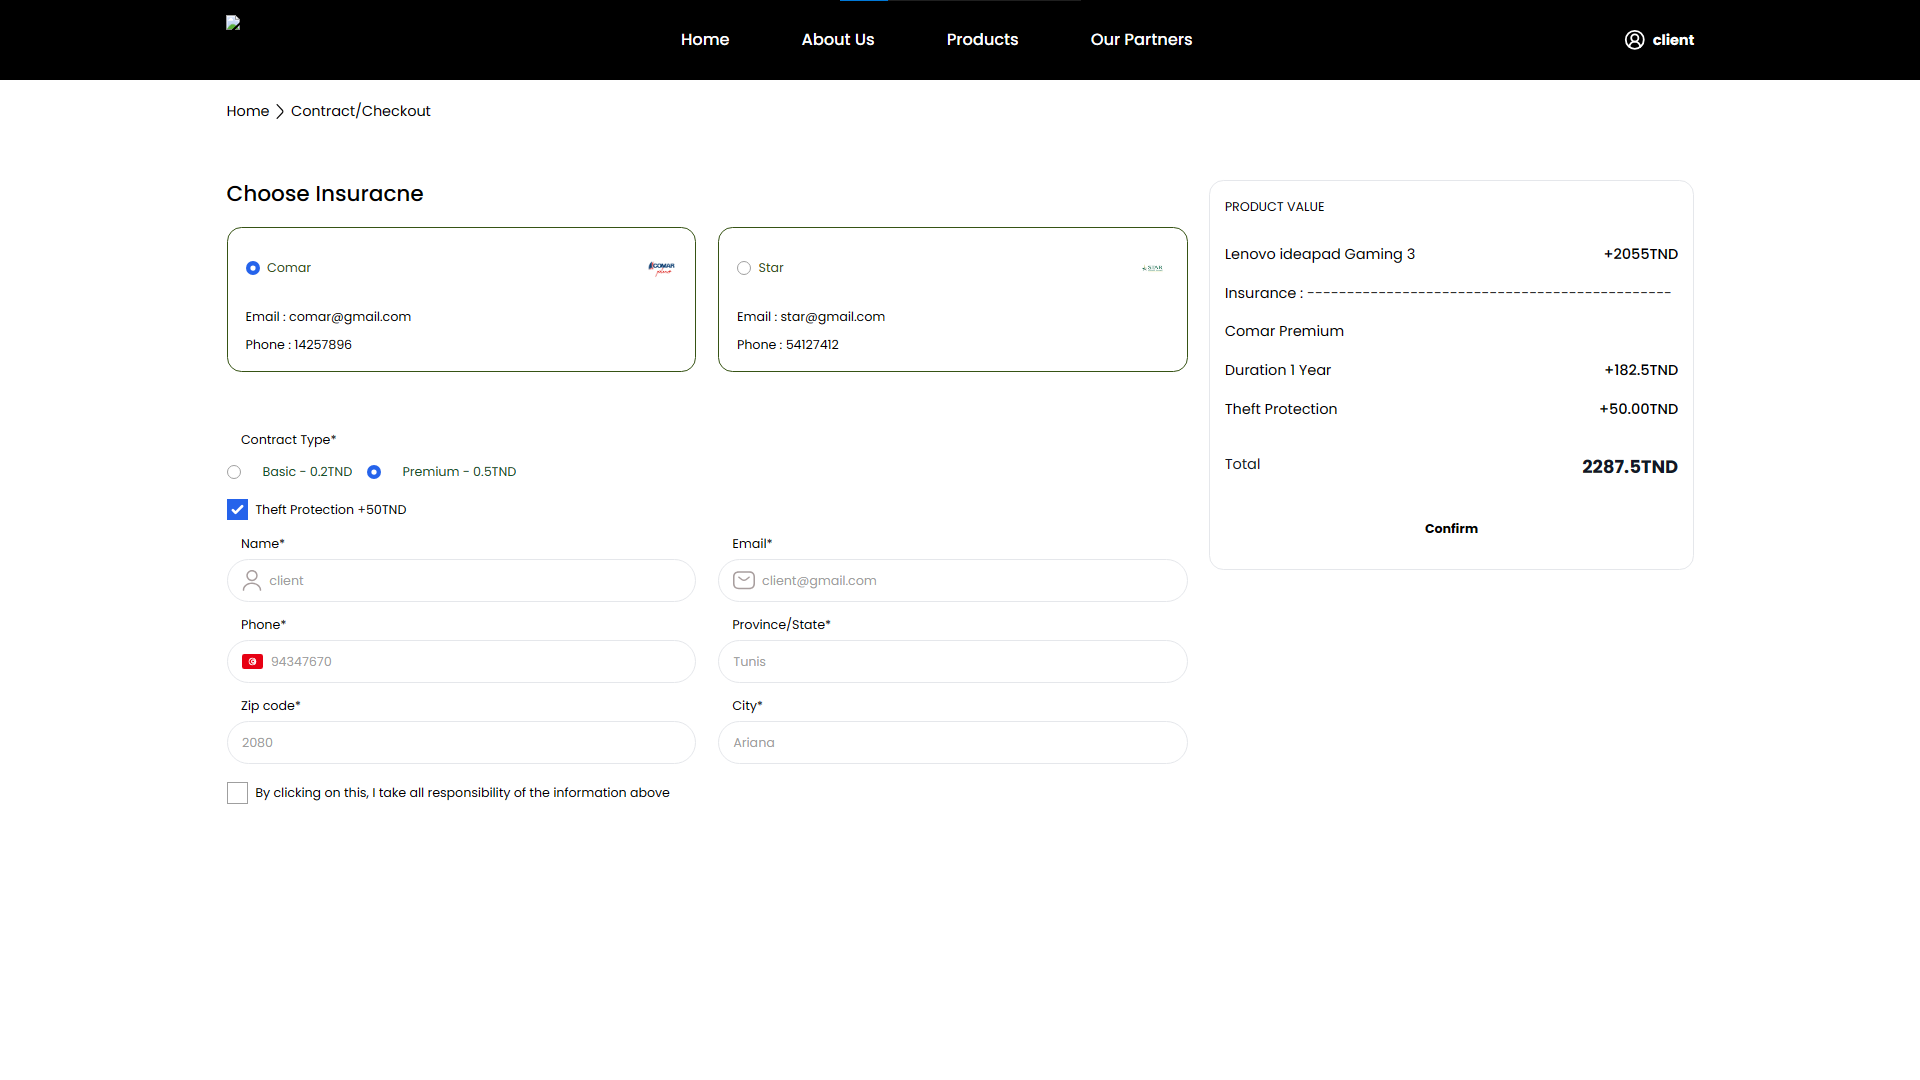 Home About Us Products Our Partners client
Home Contract/Checkout
Choose Insuracne
Comar
COMAR
Email : comar@gmail.com
Phone : 14257896
Star
STAR
Email : star@gmail.com
Phone : 54127412
Contract Type*
Basic - 0.2TND Premium - 0.5TND
Theft Protection +50TND
Name* Email*
client client@gmail.com
Phone* Province/State*
94347670 Tunis
Zip code* City*
2080 Ariana
By clicking on this, I take all responsibility of the information above
PRODUCT VALUE
Lenovo ideapad Gaming 3 +2055TND
Insurance : ----------------------------------------------
Comar Premium
Duration 1 Year +182.5TND
Theft Protection +50.00TND
Total 2287.5TND
Confirm